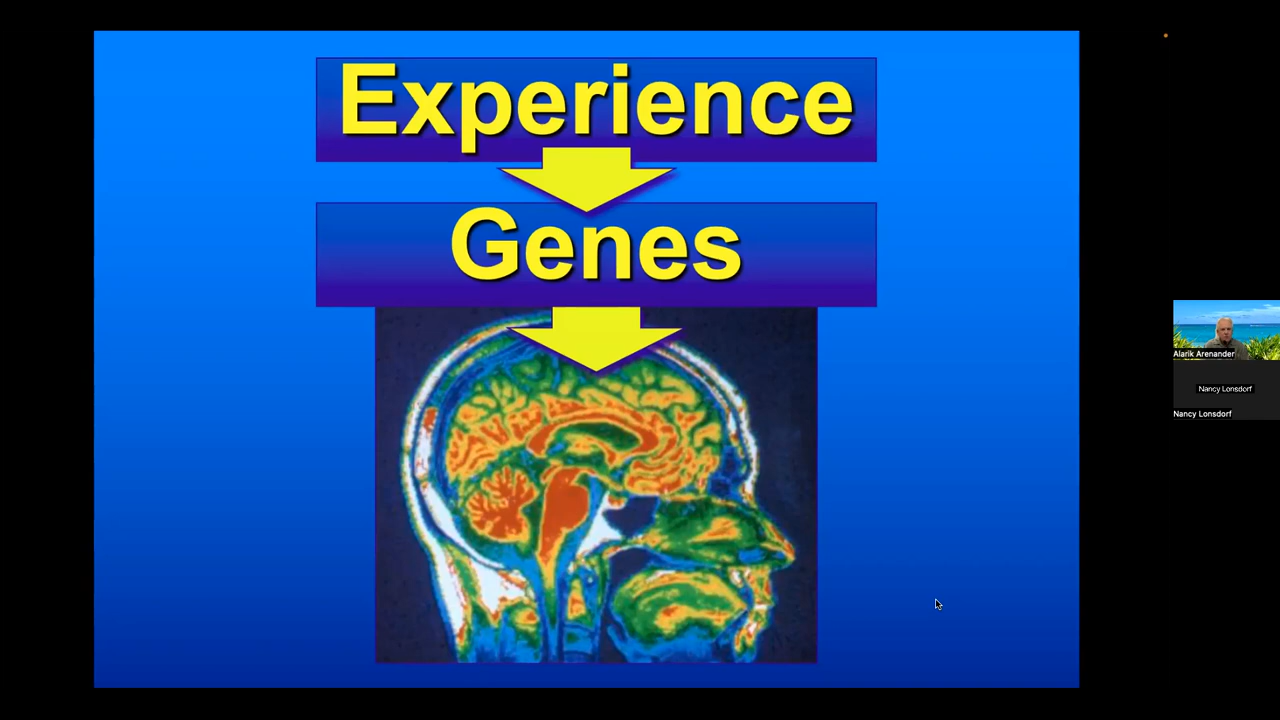 Experience
Genes
Alarik Arenander
Nancy Lonsdorf
Nancy Lonsdorf